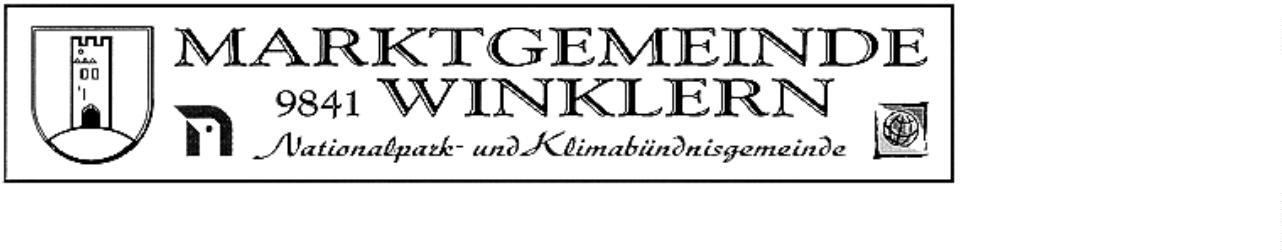 MARKTGEMEINDE
9841 WINKLERN
Nationalpark- und Klimabündnisgemeinde